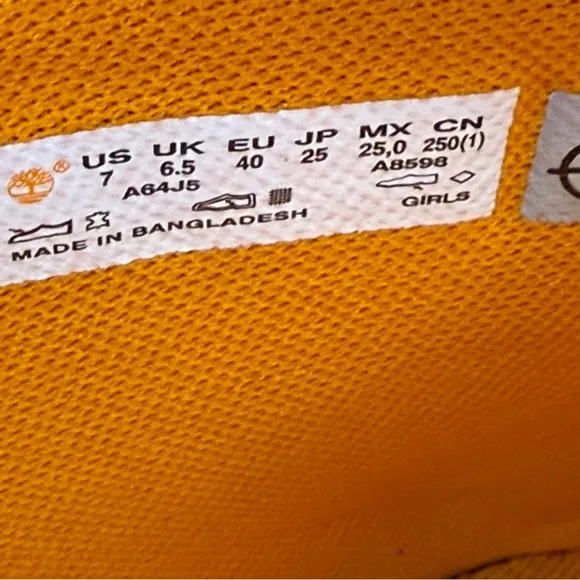 US UK EU JP MX CN
7 6.5 40 25 25,0 250(1)
A64J5 A8598
GIRLS
MADE IN BANGLADESH